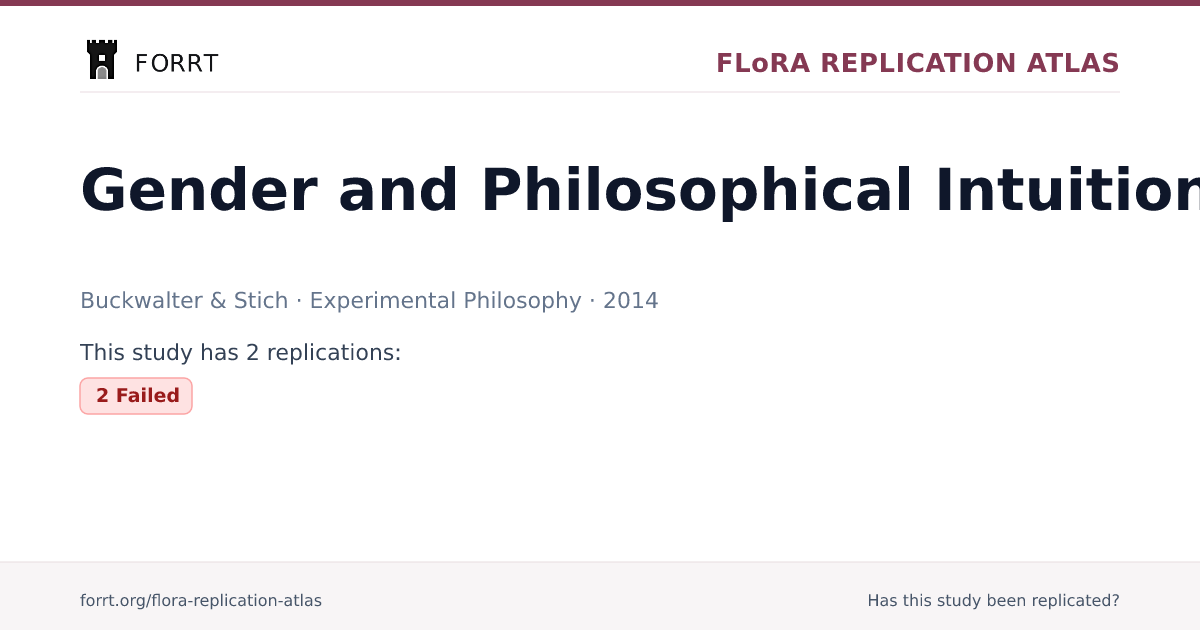 FORRT
FLoRA REPLICATION ATLAS
Gender and Philosophical Intuition
Buckwalter & Stich · Experimental Philosophy · 2014
This study has 2 replications:
2 Failed
forrt.org/flora-replication-atlas
Has this study been replicated?